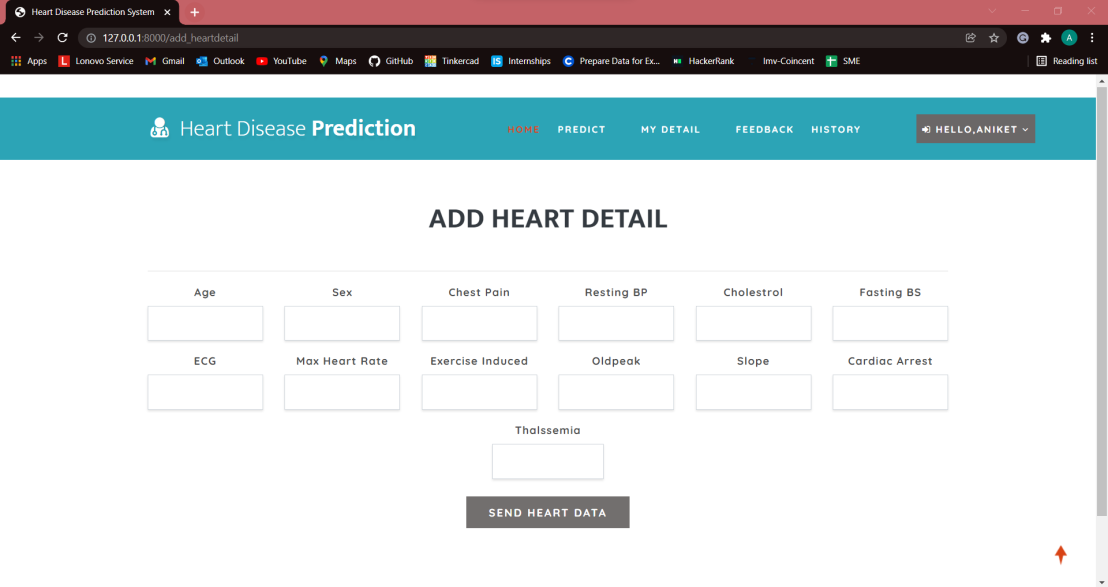 Heart Disease Prediction System
127.0.0.1:8000/add_heartdetail
A
Apps L Lonovo Service Gmail Outlook YouTube Maps GitHub Tinkercad IS Internships C Prepare Data for Ex... HackerRank Imv-Coincent SME Reading list
Heart Disease Prediction HOME PREDICT MY DETAIL FEEDBACK HISTORY HELLO,ANIKET
ADD HEART DETAIL
Age Sex Chest Pain Resting BP Cholestrol Fasting BS
ECG Max Heart Rate Exercise Induced Oldpeak Slope Cardiac Arrest
Thalssemia
SEND HEART DATA